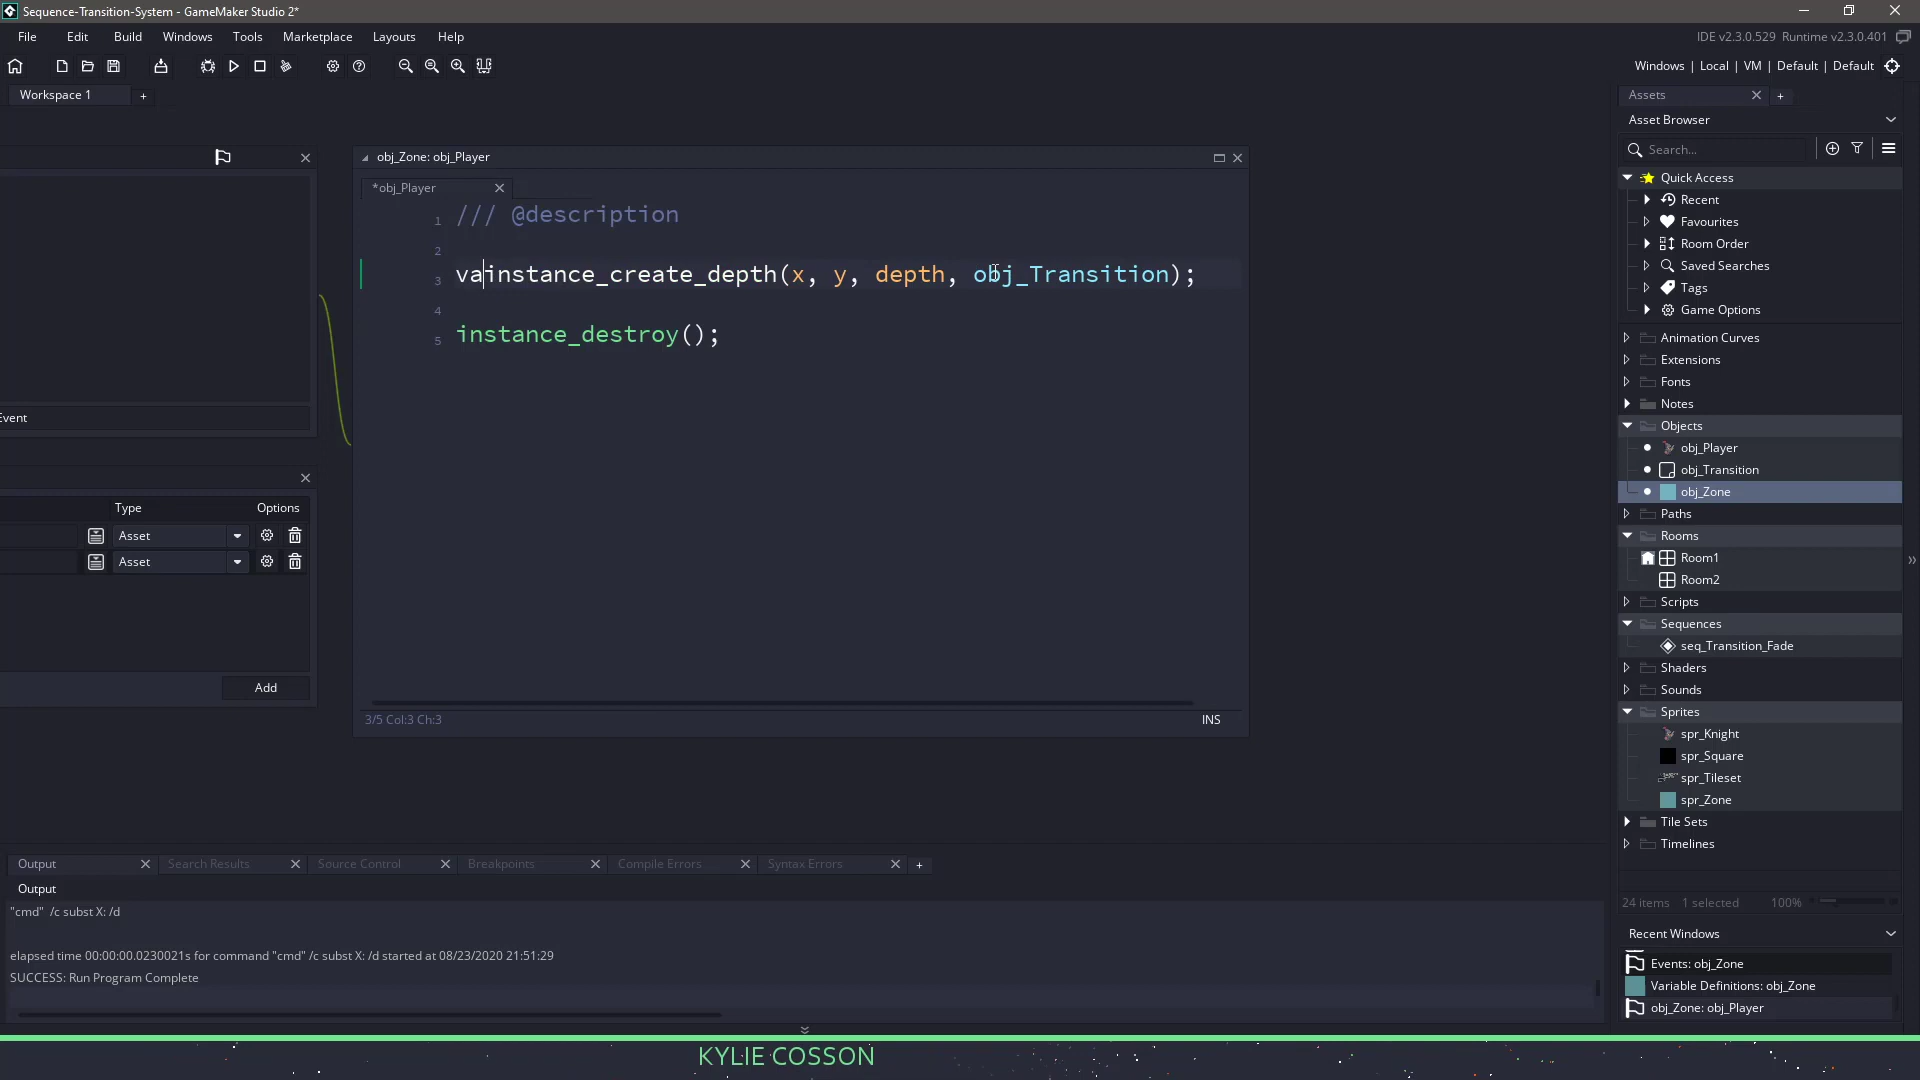 Sequence-Transition-System - GameMaker Studio 2*
File Edit Build Windows Tools Marketplace Layouts Help
IDE v2.3.0.529 Runtime v2.3.0.401
Windows | Local | VM | Default | Default
Workspace 1 +
Assets
Asset Browser
Search...
Quick Access
Recent
Favourites
Room Order
Saved Searches
Tags
Game Options
Animation Curves
Extensions
Fonts
Notes
Objects
obj_Player
obj_Transition
obj_Zone
Paths
Rooms
Room1
Room2
Scripts
Sequences
seq_Transition_Fade
Shaders
Sounds
Sprites
spr_Knight
spr_Square
spr_Tileset
spr_Zone
Tile Sets
Timelines
24 items 1 selected 100%
Recent Windows
Events: obj_Zone
Variable Definitions: obj_Zone
obj_Zone: obj_Player
obj_Zone: obj_Player
*obj_Player
1 /// @description
2
3 vainstance_create_depth(x, y, depth, obj_Transition);
4
5 instance_destroy();
3/5 Col:3 Ch:3 INS
Event
Type Options
Asset
Asset
Add
Output Search Results Source Control Breakpoints Compile Errors Syntax Errors +
Output
"cmd" /c subst X: /d
elapsed time 00:00:00.0230021s for command "cmd" /c subst X: /d started at 08/23/2020 21:51:29
SUCCESS: Run Program Complete
KYLIE COSSON